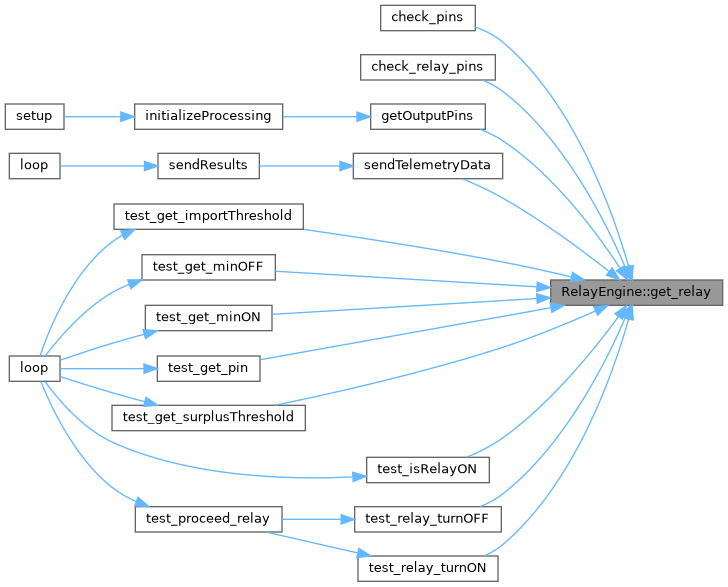 check_pins
check_relay_pins
setup
initializeProcessing
getOutputPins
loop
sendResults
sendTelemetryData
test_get_importThreshold
test_get_minOFF
RelayEngine::get_relay
test_get_minON
loop
test_get_pin
test_get_surplusThreshold
test_isRelayON
test_proceed_relay
test_relay_turnOFF
test_relay_turnON